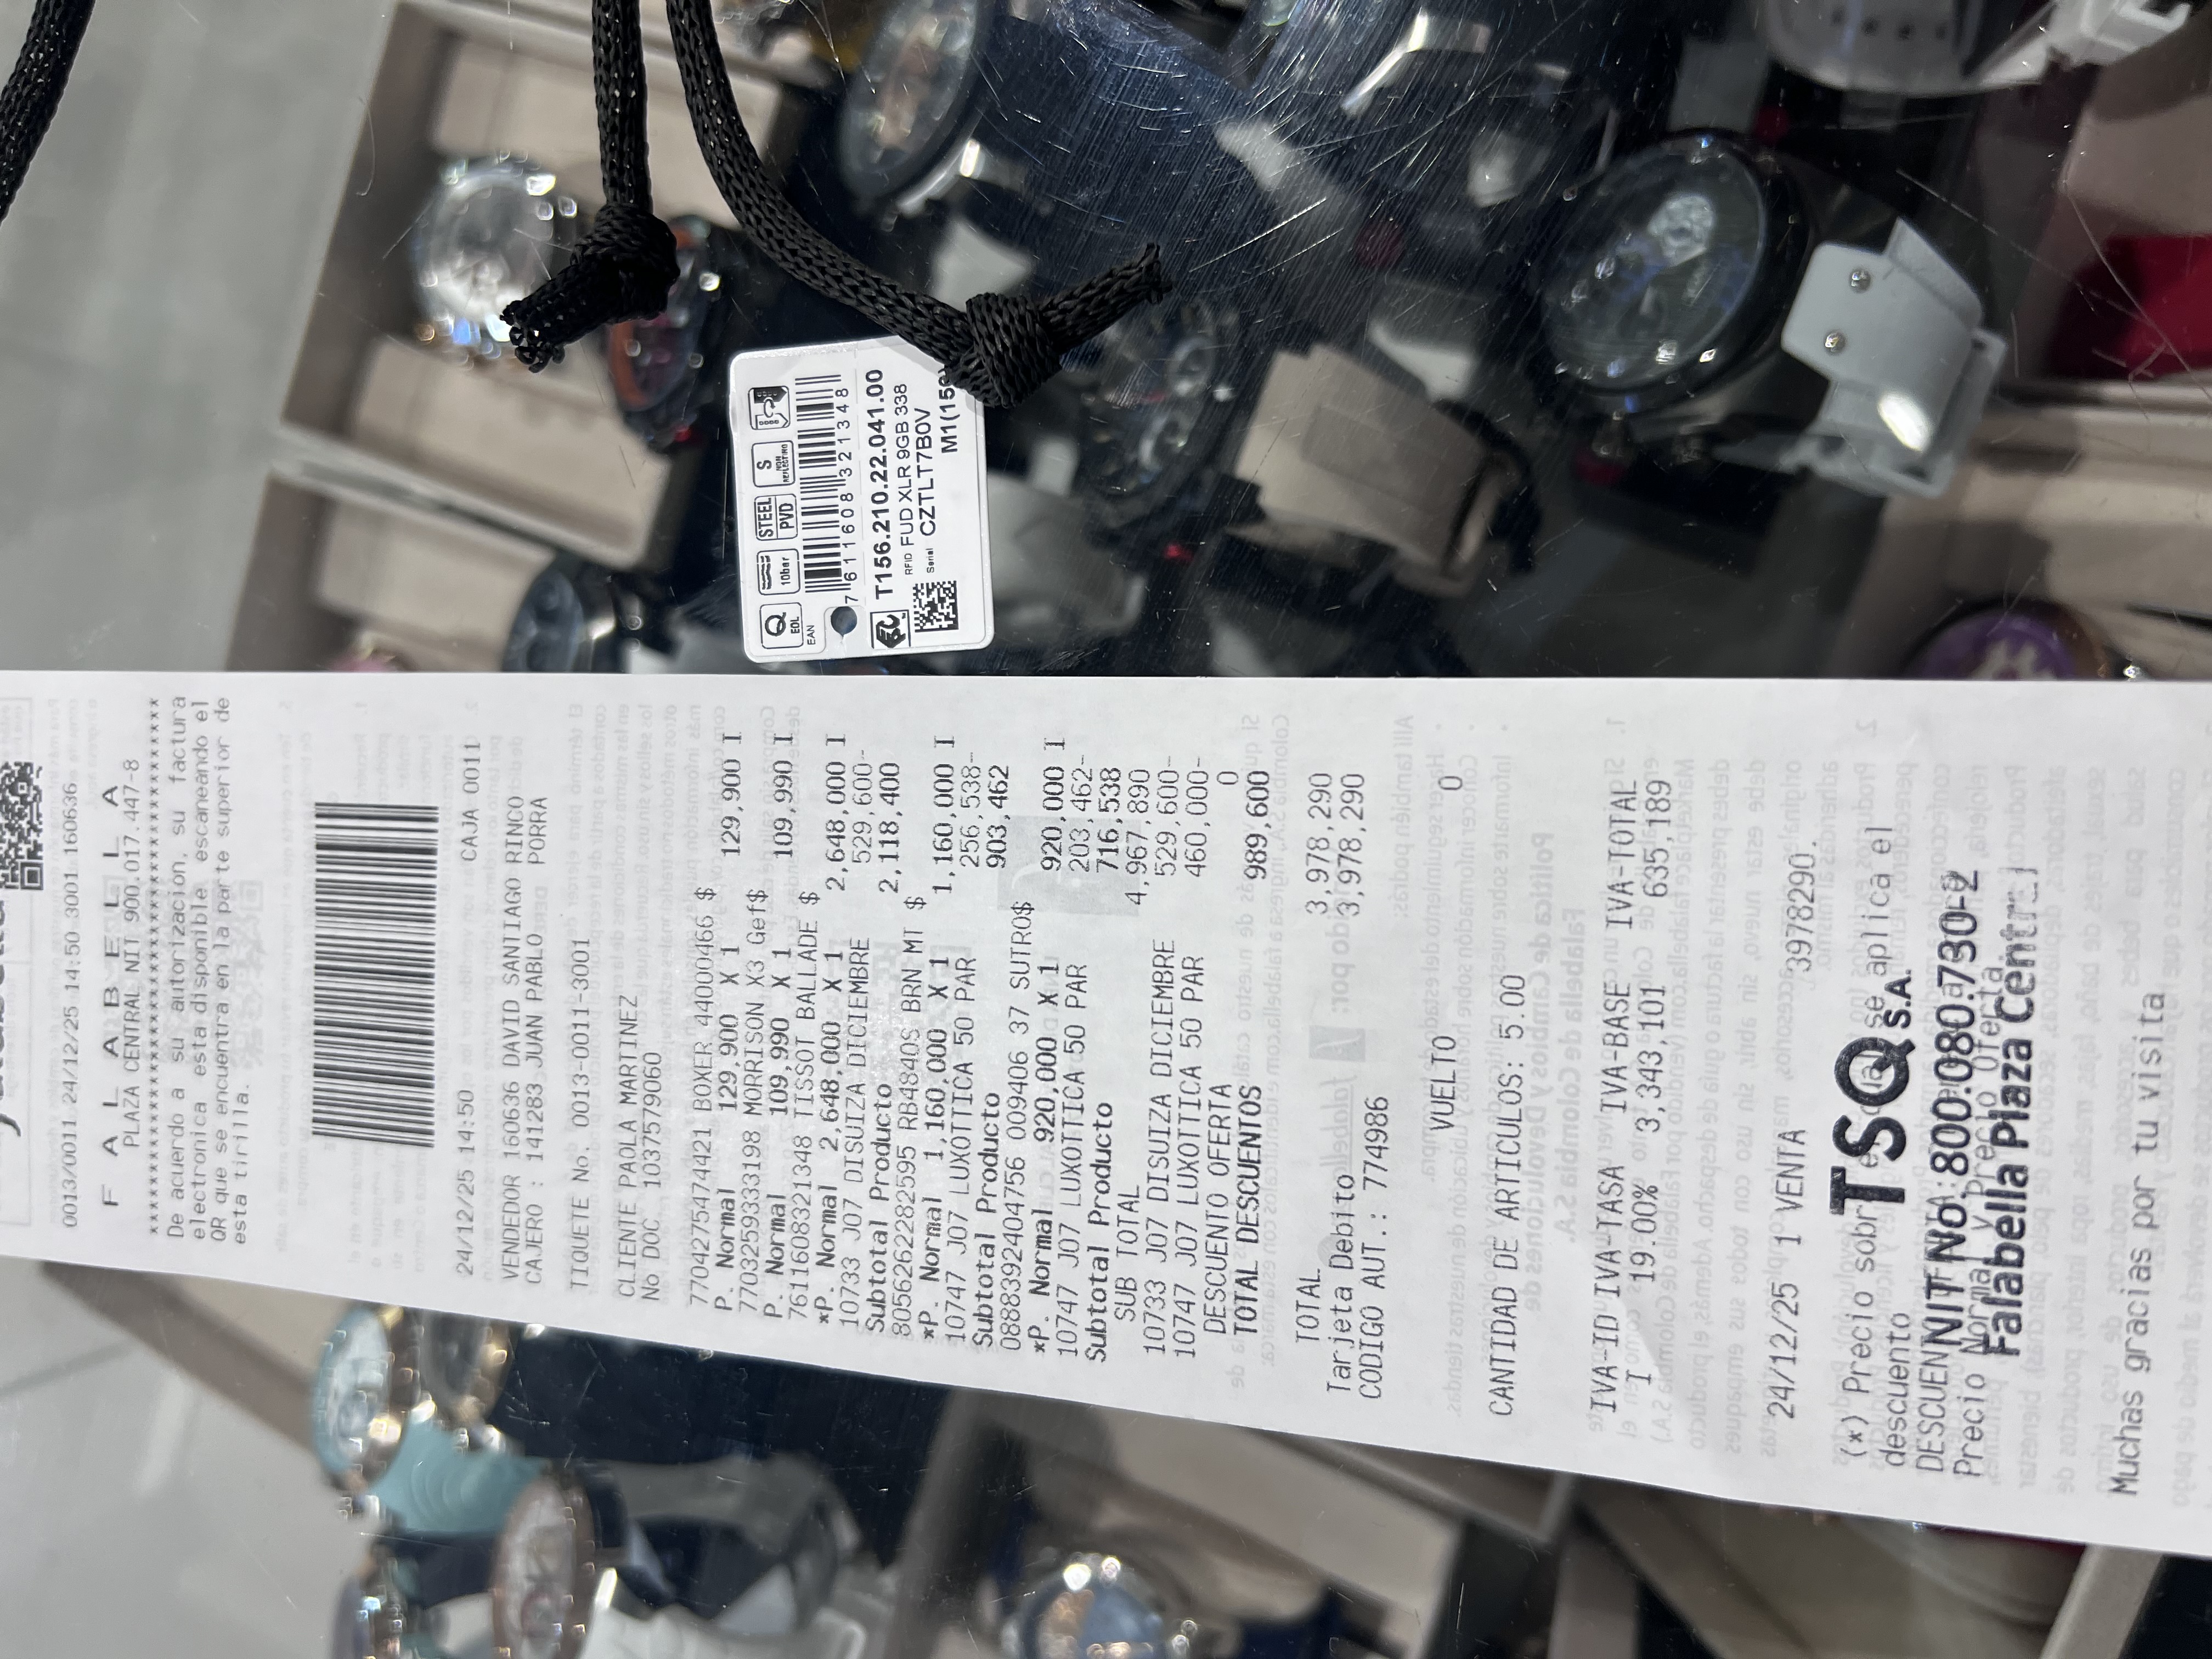 Q
EOL
10bar
STEEL
PVD
S
NON
REFLECTING
EAN
7 611608 321348
T156.210.22.041.00
RFID FUD XLR 9GB 338
Serial CZTLTT7B0V
M1(156
0013/0011 24/12/25 14:50 3001 160636
F A L A B E L L A
PLAZA CENTRAL NIT 900.017.447-8
****************************************
De acuerdo a su autorizacion, su factura
electronica esta disponible escaneando el
QR que se encuentra en la parte superior de
esta tirilla.
24/12/25 14:50 CAJA 0011
VENDEDOR 160636 DAVID SANTIAGO RINCO
CAJERO : 141283 JUAN PABLO PORRA
TIQUETE No. 0013-0011-3001
CLIENTE PAOLA MARTINEZ
No DOC 1037579060
7704275474421 BOXER 44000466 $
P. Normal 129,900 X 1 129,900 I
7703259333198 MORRISON X3 Gef$
P. Normal 109,990 X 1 109,990 I
7611608321348 TISSOT BALLADE $
*P. Normal 2,648,000 X 1 2,648,000 I
10733 J07 DISUIZA DICIEMBRE 529,600-
Subtotal Producto 2,118,400
8056262282595 RB4840S BRN MI $
*P. Normal 1,160,000 X 1 1,160,000 I
10747 J07 LUXOTTICA 50 PAR 256,538-
Subtotal Producto 903,462
0888392404756 009406 37 SUTRO$
*P. Normal 920,000 X 1 920,000 I
10747 J07 LUXOTTICA 50 PAR 203,462-
Subtotal Producto 716,538
SUB TOTAL 4,967,890
10733 J07 DISUIZA DICIEMBRE 529,600-
10747 J07 LUXOTTICA 50 PAR 460,000-
DESCUENTO OFERTA 0
TOTAL DESCUENTOS 989,600
TOTAL 3,978,290
Tarjeta Debito 3,978,290
CODIGO AUT.: 774986
VUELTO 0
CANTIDAD DE ARTICULOS: 5.00
IVA-ID IVA-TASA IVA-BASE IVA-TOTAL
I 19.00% 3,343,101 635,189
24/12/25 1 VENTA 3978290.
(*) Precio sobre el se aplica el
descuento
TSQ S.A.
NIT No. 800.080.730-2
Precio Normal y Precio Oferta.
Falabella Plaza Central
Muchas gracias por tu visita